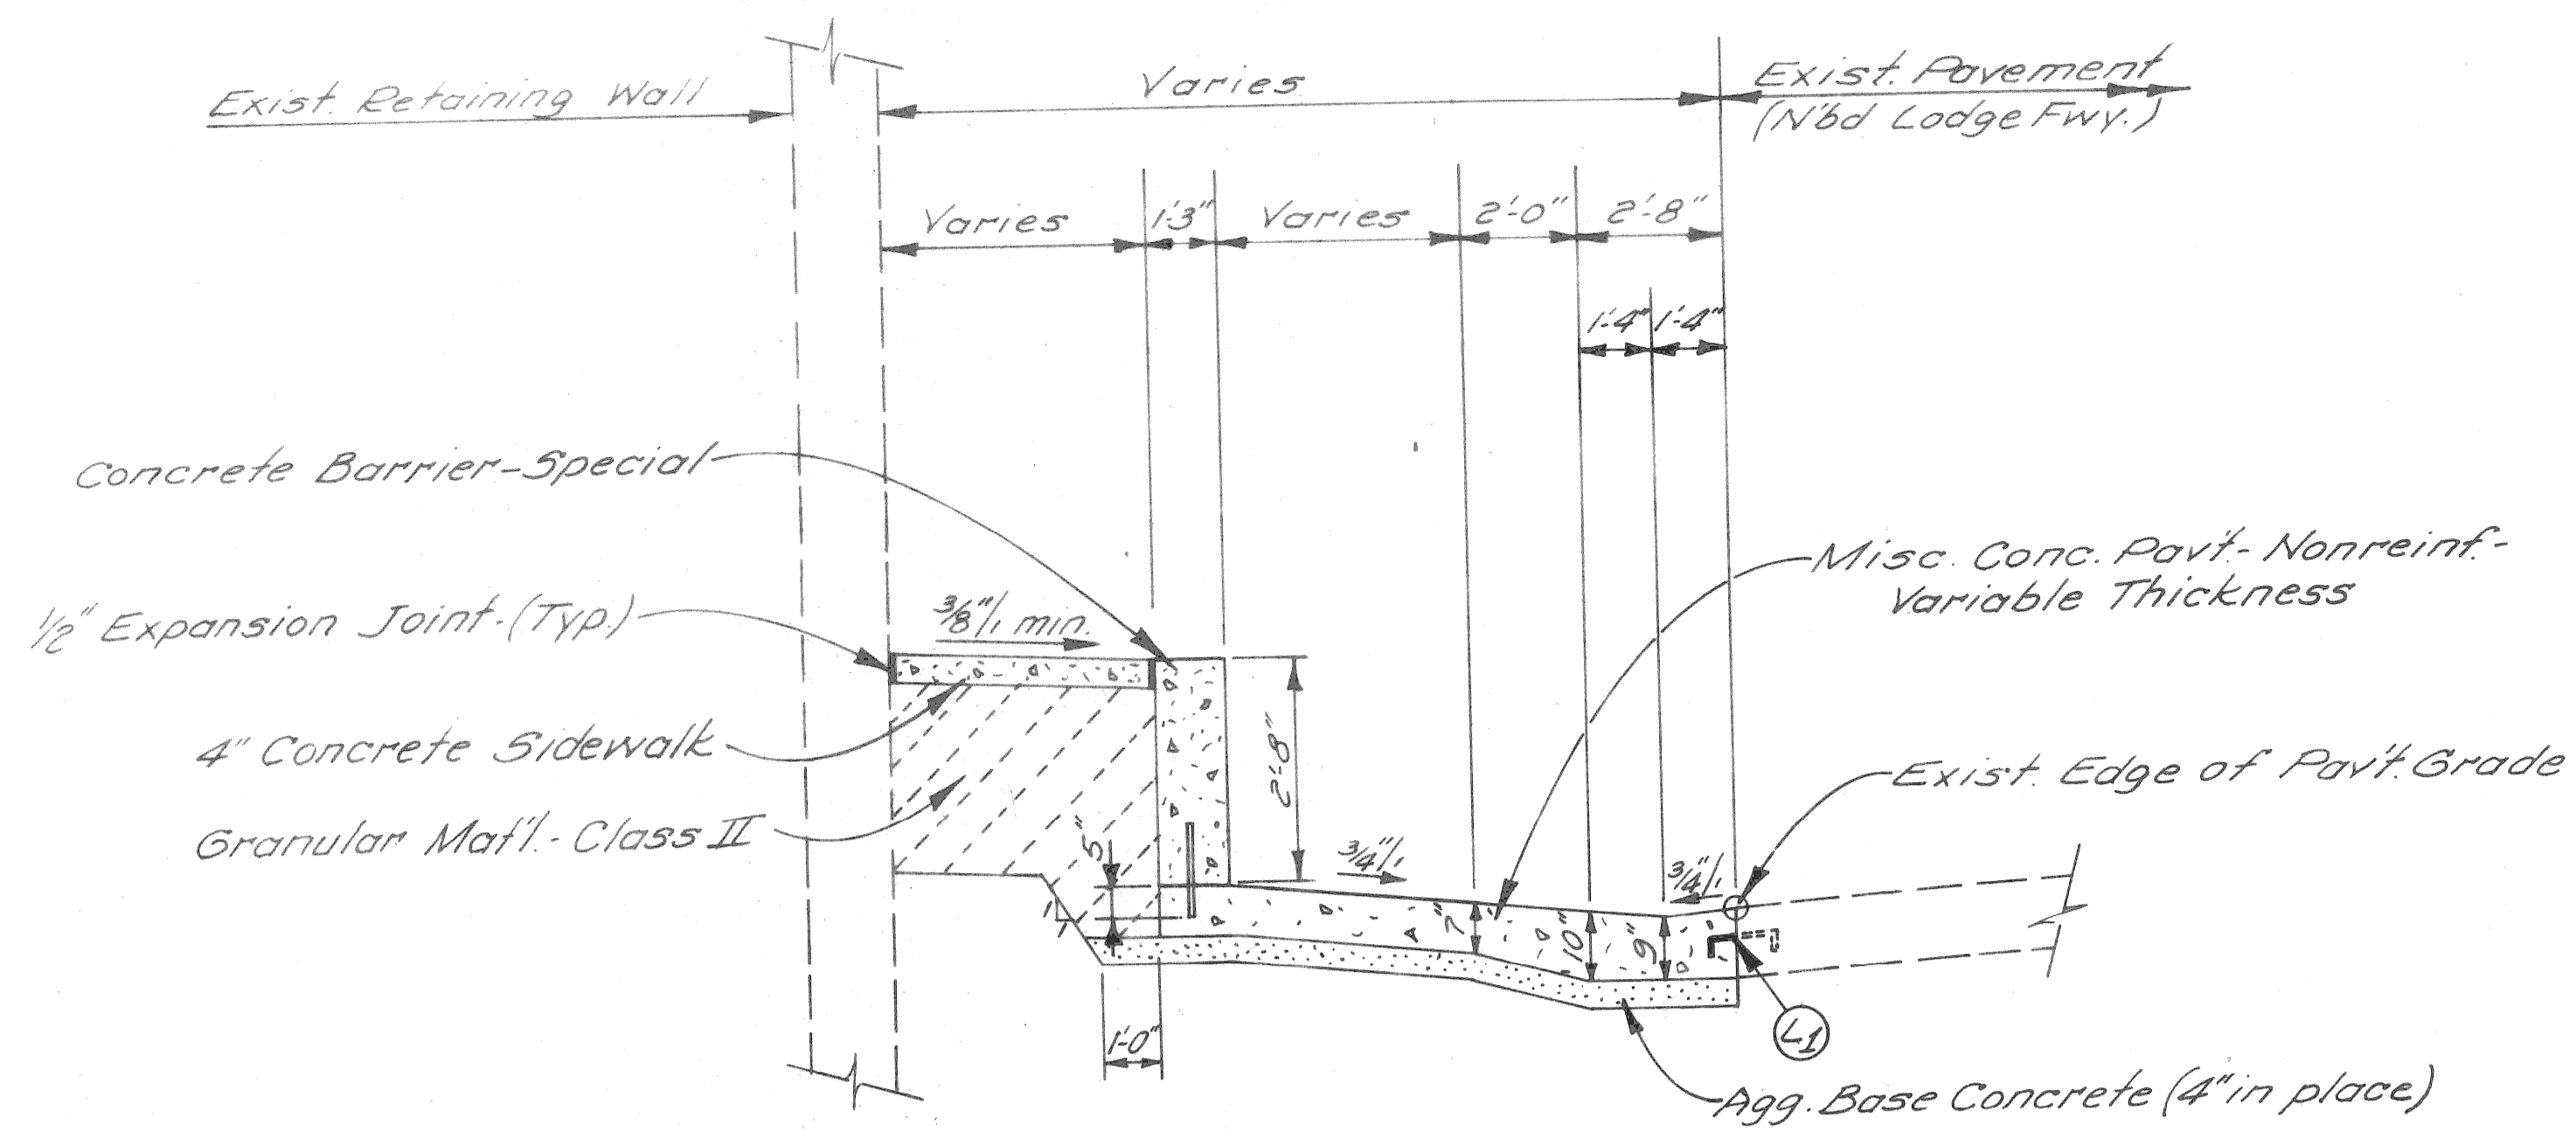 Varies
Exist. Pavement
(N'bd Lodge Fwy.)
Exist. Retaining Wall
Varies
1'-3"
Varies
2'-0"
2'-8"
1'-4"
1'-4"
Concrete Barrier-Special
Misc. Conc. Pav't.- Nonreinf.-
Variable Thickness
1/2" Expansion Joint-(Typ.)
3/8"/1 min.
4" Concrete Sidewalk
2'-8"
Exist. Edge of Pav't. Grade
Granular Mat'l.- Class II
5"
3/4"/1
3/4"/1
1
1
7"
10"
9"
L1
1'-0"
Agg. Base Concrete (4" in place)